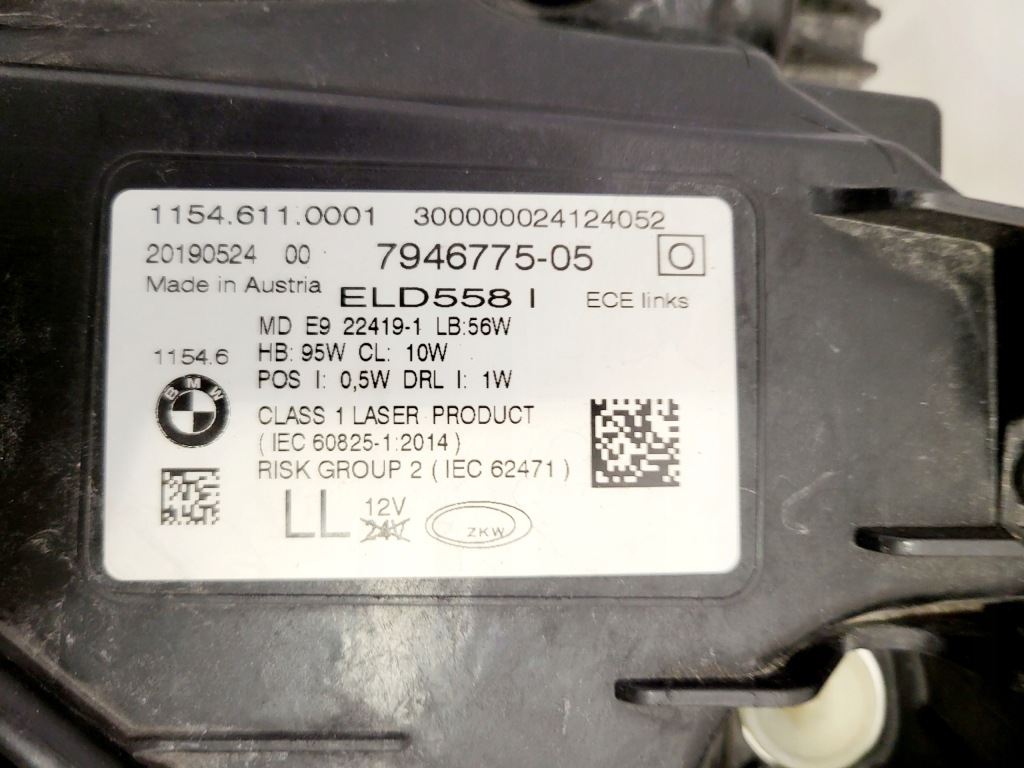 1154.611.0001 300000024124052
20190524 00 7946775-05 O
Made in Austria ELD558 I ECE links
MD E9 22419-1 LB:56W
1154.6 HB: 95W CL: 10W
POS I: 0,5W DRL I: 1W
BMW
CLASS 1 LASER PRODUCT
(IEC 60825-1:2014)
RISK GROUP 2 (IEC 62471)
LL 12V
24V
ZKW